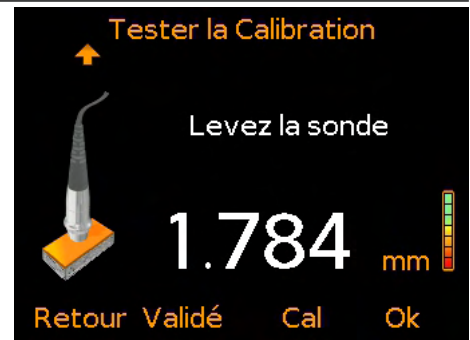 Tester la Calibration
Levez la sonde
1.784 mm
Retour Validé Cal Ok